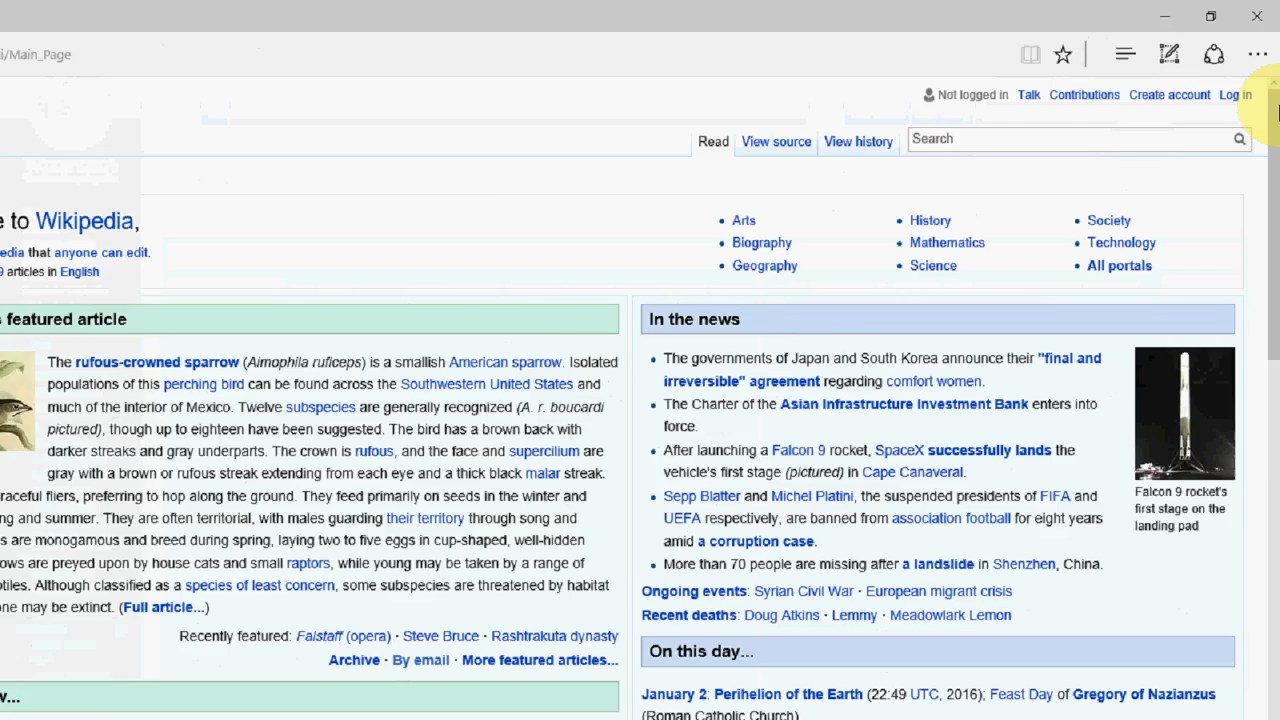 i/Main_Page
Not logged in Talk Contributions Create account Log in
Read View source View history Search
e to Wikipedia,
edia that anyone can edit.
9 articles in English
Arts
Biography
Geography
History
Mathematics
Science
Society
Technology
All portals
s featured article
The rufous-crowned sparrow (Aimophila ruficeps) is a smallish American sparrow. Isolated
populations of this perching bird can be found across the Southwestern United States and
much of the interior of Mexico. Twelve subspecies are generally recognized (A. r. boucardi
pictured), though up to eighteen have been suggested. The bird has a brown back with
darker streaks and gray underparts. The crown is rufous, and the face and supercilium are
gray with a brown or rufous streak extending from each eye and a thick black malar streak.
raceful fliers, preferring to hop along the ground. They feed primarily on seeds in the winter and
ng and summer. They are often territorial, with males guarding their territory through song and
s are monogamous and breed during spring, laying two to five eggs in cup-shaped, well-hidden
ows are preyed upon by house cats and small raptors, while young may be taken by a range of
otiles. Although classified as a species of least concern, some subspecies are threatened by habitat
one may be extinct. (Full article...)
Recently featured: Falstaff (opera) · Steve Bruce · Rashtrakuta dynasty
Archive · By email · More featured articles...
w...
In the news
The governments of Japan and South Korea announce their "final and
irreversible" agreement regarding comfort women.
The Charter of the Asian Infrastructure Investment Bank enters into
force.
After launching a Falcon 9 rocket, SpaceX successfully lands the
vehicle's first stage (pictured) in Cape Canaveral.
Sepp Blatter and Michel Platini, the suspended presidents of FIFA and
UEFA respectively, are banned from association football for eight years
amid a corruption case.
More than 70 people are missing after a landslide in Shenzhen, China.
Falcon 9 rocket's
first stage on the
landing pad
Ongoing events: Syrian Civil War · European migrant crisis
Recent deaths: Doug Atkins · Lemmy · Meadowlark Lemon
On this day...
January 2: Perihelion of the Earth (22:49 UTC, 2016); Feast Day of Gregory of Nazianzus
(Roman Catholic Church)